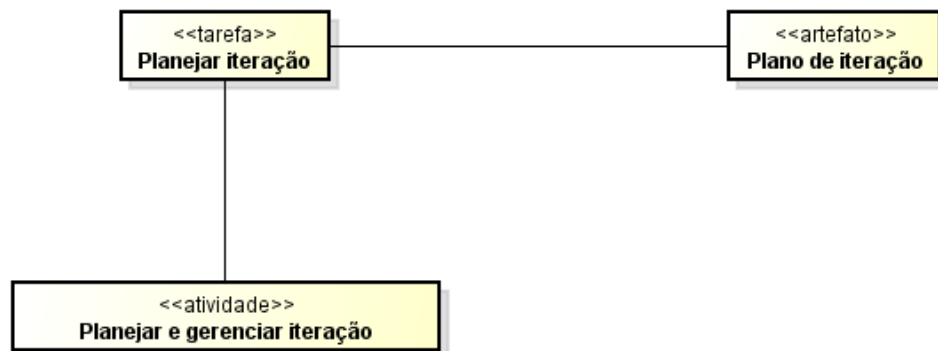 <<tarefa>>
Planejar iteração
<<artefato>>
Plano de iteração
<<atividade>>
Planejar e gerenciar iteração